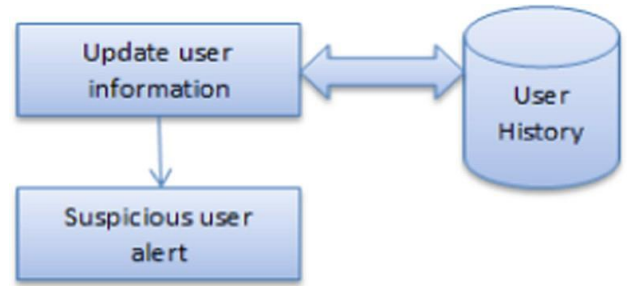 Update user
information
User
History
Suspicious user
alert